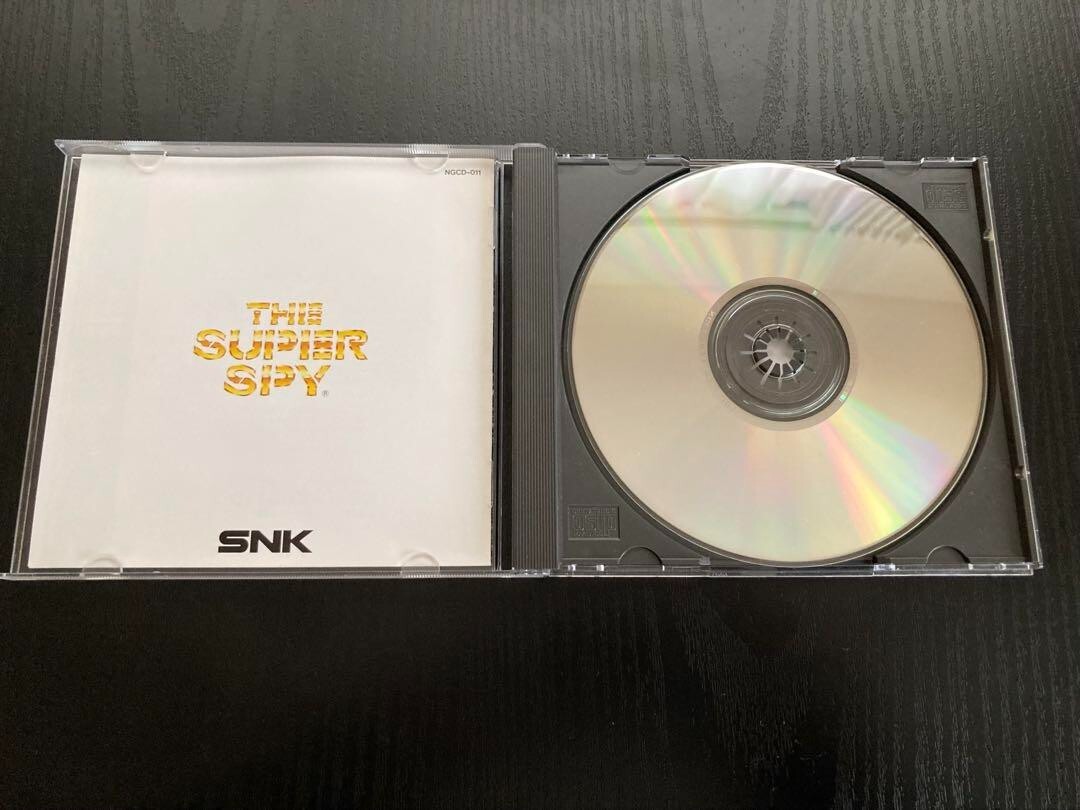 NGCD-011
THE
SUPER
SPY®
SNK